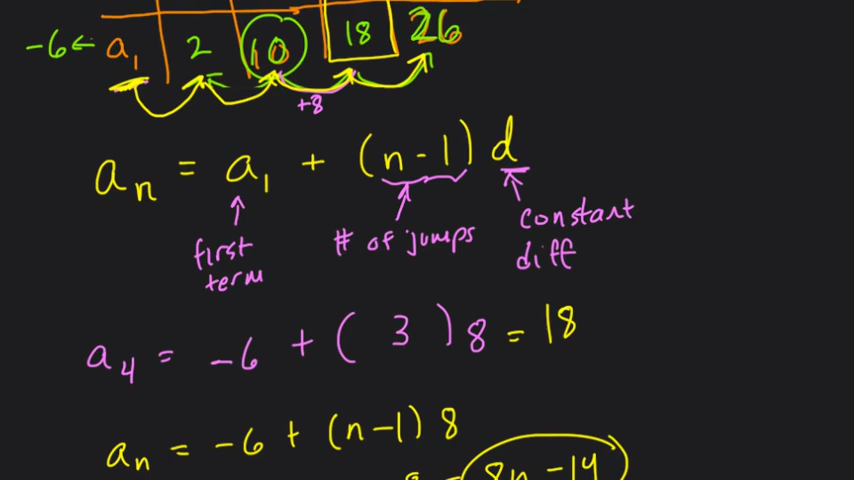 -6 ← a₁ 2 10 18 26
+8
aₙ = a₁ + (n-1) d
first term
# of jumps
constant diff
a₄ = -6 + ( 3 ) 8 = 18
aₙ = -6 + (n-1) 8
8n -14